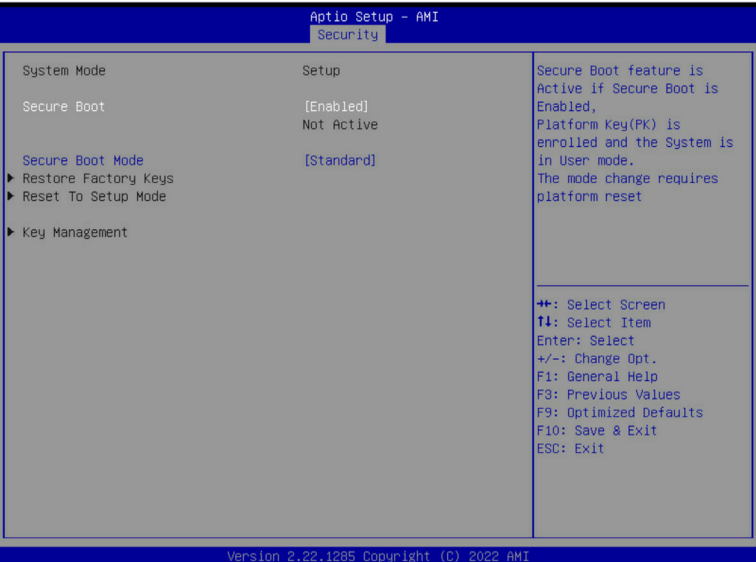 Aptio Setup – AMI
Security
System Mode Setup
Secure Boot [Enabled]
Not Active
Secure Boot Mode [Standard]
▶ Restore Factory Keys
▶ Reset To Setup Mode
▶ Key Management
Secure Boot feature is
Active if Secure Boot is
Enabled,
Platform Key(PK) is
enrolled and the System is
in User mode.
The mode change requires
platform reset
→←: Select Screen
↑↓: Select Item
Enter: Select
+/-: Change Opt.
F1: General Help
F3: Previous Values
F9: Optimized Defaults
F10: Save & Exit
ESC: Exit
Version 2.22.1285 Copyright (C) 2022 AMI